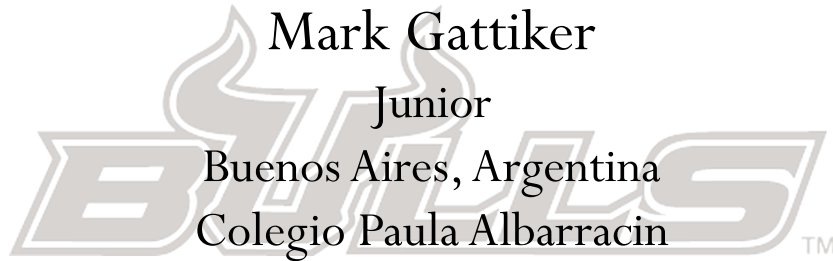 Mark Gattiker
Junior
Buenos Aires, Argentina
Colegio Paula Albarracin
BULLS
TM